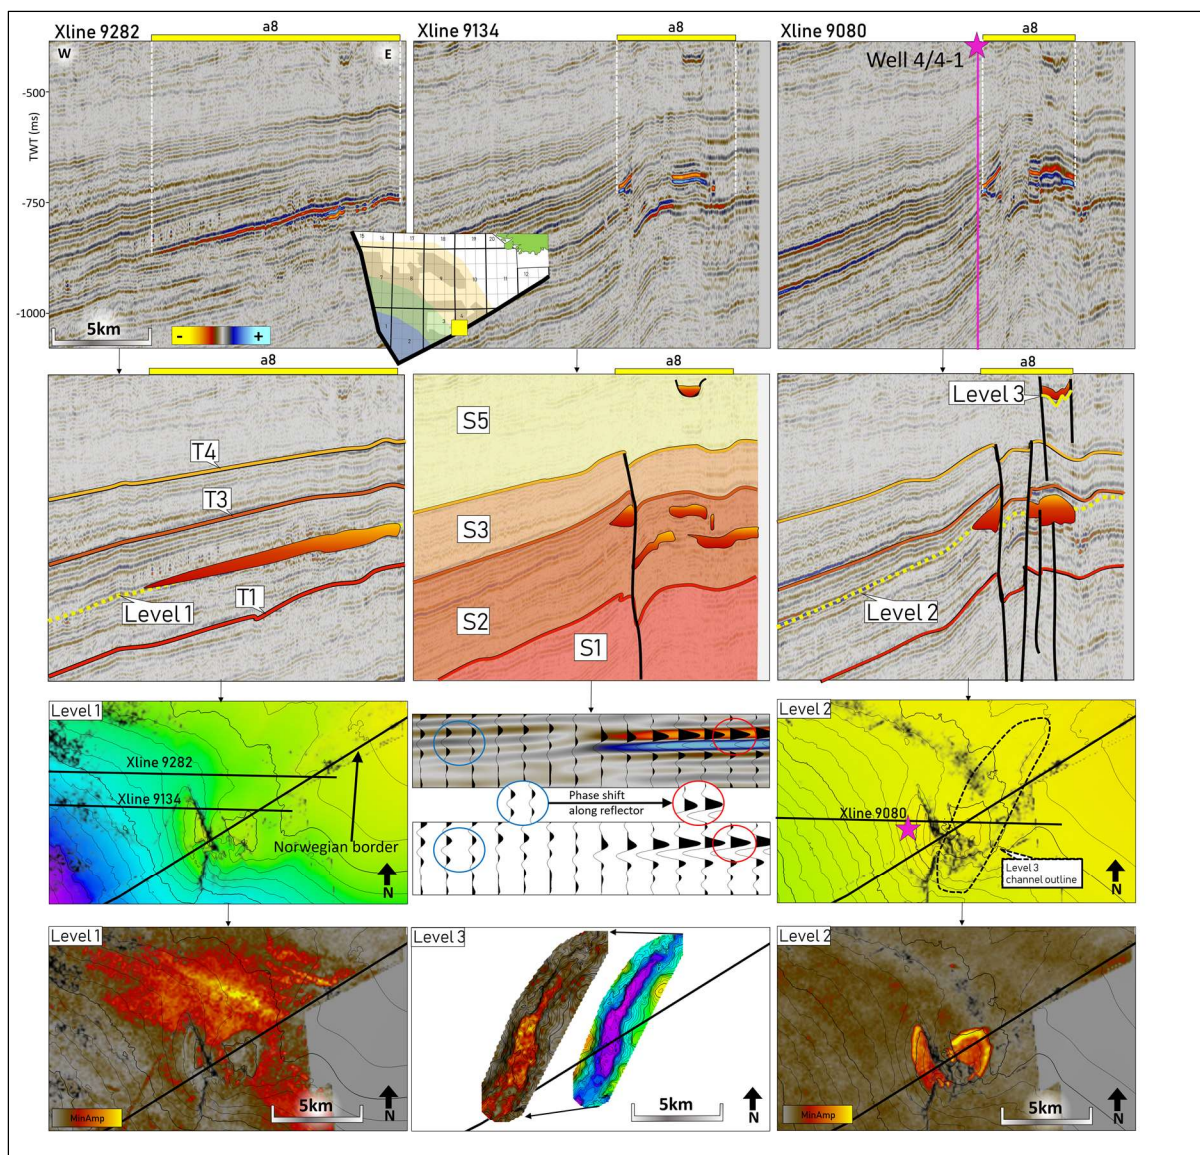 Xline 9282
a8
Xline 9134
a8
Xline 9080
a8
W
E
Well 4/4-1
-500
TWT (ms)
-750
-1000
5km
- +
a8
a8
a8
T4
T3
Level 1
T1
S5
S3
S2
S1
Level 3
Level 2
Level 1
Xline 9282
Xline 9134
Norwegian border
N
Phase shift
along reflector
Level 2
Xline 9080
Level 3
channel outline
N
Level 1
MinAmp
5km
N
Level 3
5km
N
Level 2
MinAmp
5km
N